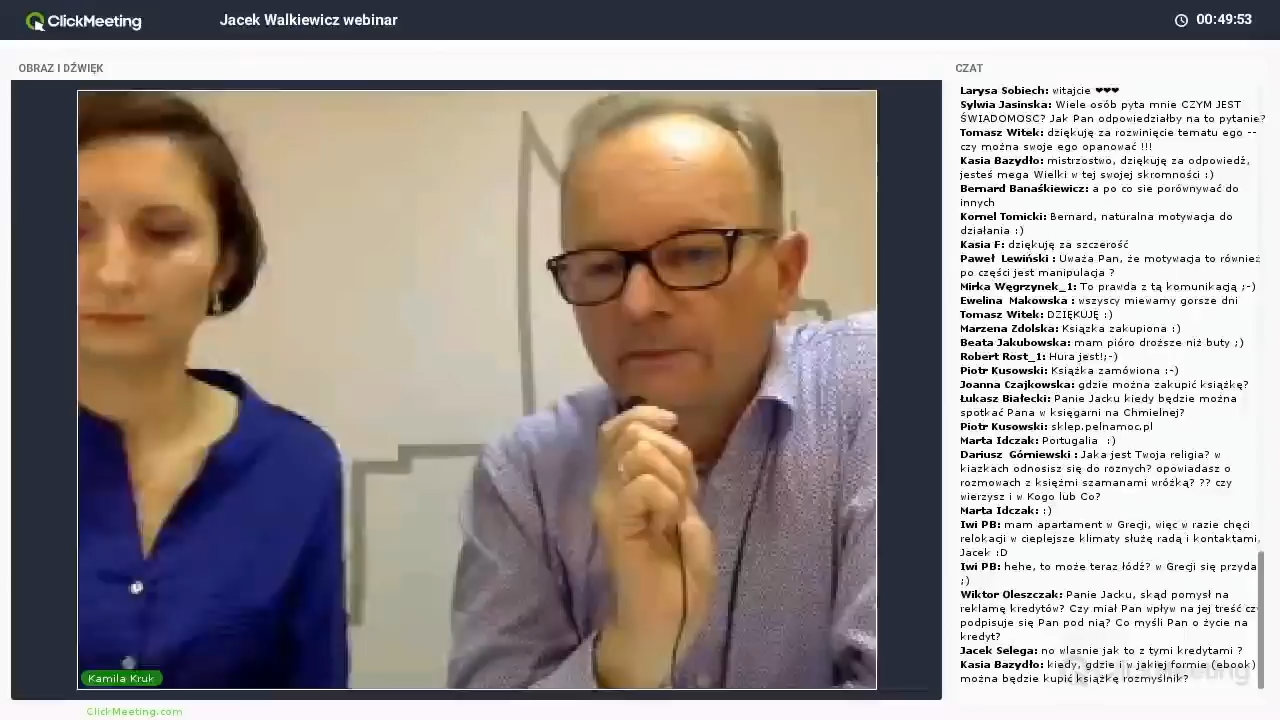 ClickMeeting
Jacek Walkiewicz webinar
00:49:53
OBRAZ I DŹWIĘK
CZAT
Larysa Sobiech: witajcie ❤❤❤
Sylwia Jasinska: Wiele osób pyta mnie CZYM JEST
ŚWIADOMOSC? Jak Pan odpowiedziałby na to pytanie?
Tomasz Witek: dziękuję za rozwinięcie tematu ego --
czy można swoje ego opanować !!!
Kasia Bazydło: mistrzostwo, dziękuję za odpowiedź,
jesteś mega Wielki w tej swojej skromności :)
Bernard Banaśkiewicz: a po co sie porównywać do
innych
Kornel Tomicki: Bernard, naturalna motywacja do
działania :)
Kasia F: dziękuję za szczerość
Paweł Lewiński : Uważa Pan, że motywacja to również
po części jest manipulacja ?
Mirka Węgrzynek_1: To prawda z tą komunikacją ;-)
Ewelina Makowska : wszyscy miewamy gorsze dni
Tomasz Witek: DZIĘKUJĘ :)
Marzena Zdolska: Ksiązka zakupiona :)
Beata Jakubowska: mam pióro droższe niż buty ;)
Robert Rost_1: Hura jest!;-)
Piotr Kusowski: Książka zamówiona :-)
Joanna Czajkowska: gdzie można zakupić książkę?
Łukasz Białecki: Panie Jacku kiedy będzie można
spotkać Pana w księgarni na Chmielnej?
Piotr Kusowski: sklep.pelnamoc.pl
Marta Idczak: Portugalia :)
Dariusz Górniewski : Jaka jest Twoja religia? w
kiazkach odnosisz się do roznych? opowiadasz o
rozmowach z księżmi szamanami wróżką? ?? czy
wierzysz i w Kogo lub Co?
Marta Idczak: :)
Iwi PB: mam apartament w Grecji, więc w razie chęci
relokacji w cieplejsze klimaty służę radą i kontaktami,
Jacek :D
Iwi PB: hehe, to może teraz łódź? w Grecji się przyda
;)
Wiktor Oleszczak: Panie Jacku, skąd pomysł na
reklamę kredytów? Czy miał Pan wpływ na jej treść czy
podpisuje się Pan pod nią? Co myśli Pan o życie na
kredyt?
Jacek Selega: no wlasnie jak to z tymi kredytami ?
Kasia Bazydło: kiedy, gdzie i w jakiej formie (ebook)
można będzie kupić książkę rozmyślnik?
Kamila Kruk
ClickMeeting.com